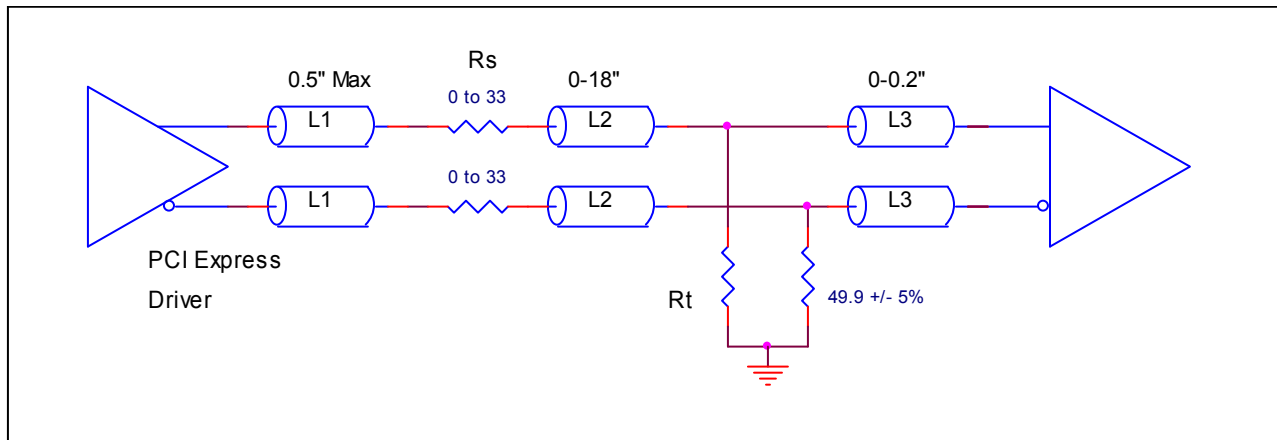 Rs
0.5" Max
0-18"
0-0.2"
0 to 33
L1
L2
L3
0 to 33
L1
L2
L3
PCI Express
Driver
Rt
49.9 +/- 5%